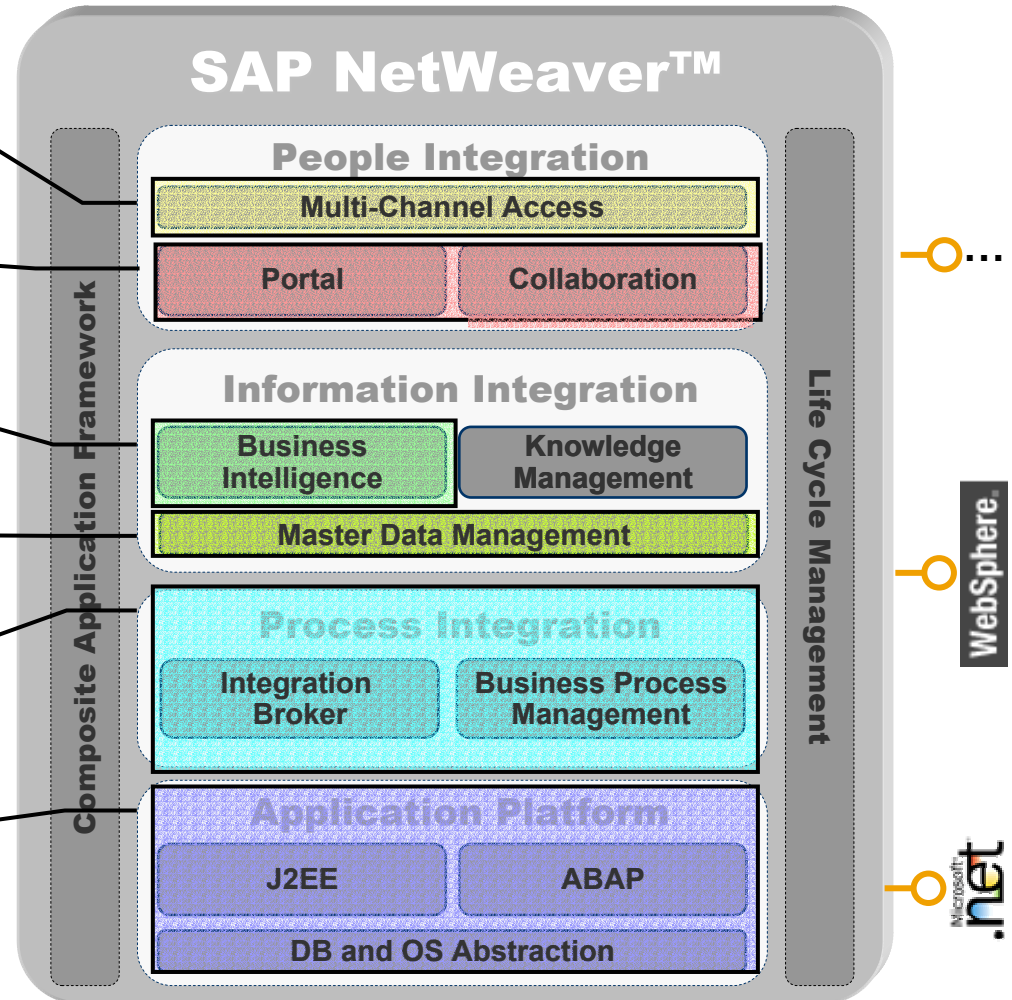 SAP NetWeaver™
People Integration
Multi-Channel Access
Portal
Collaboration
Information Integration
Business
Intelligence
Knowledge
Management
Master Data Management
Process Integration
Integration
Broker
Business Process
Management
Application Platform
J2EE
ABAP
DB and OS Abstraction
Composite Application Framework
Life Cycle Management
...
WebSphere.
Microsoft
.net